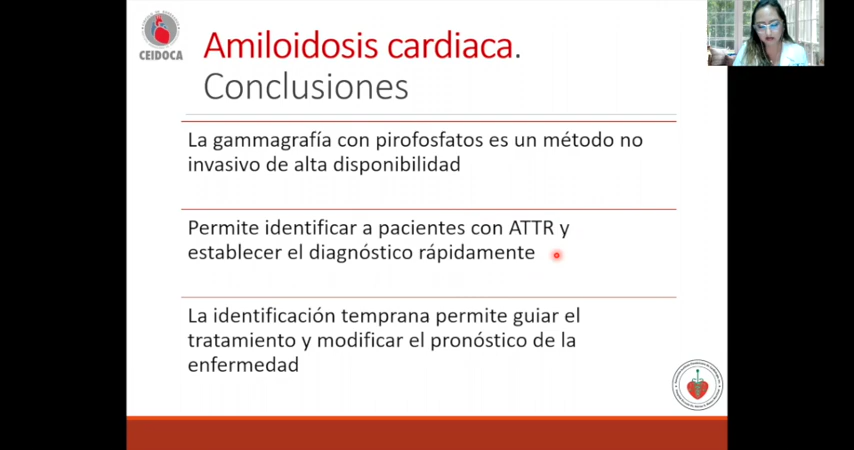 CEIDOCA
Amiloidosis cardiaca.
Conclusiones
La gammagrafía con pirofosfatos es un método no
invasivo de alta disponibilidad
Permite identificar a pacientes con ATTR y
establecer el diagnóstico rápidamente
La identificación temprana permite guiar el
tratamiento y modificar el pronóstico de la
enfermedad